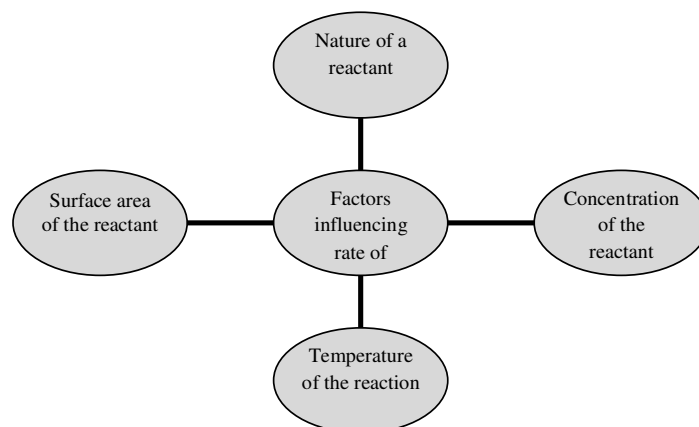 Nature of a
reactant
Surface area
of the reactant
Factors
influencing
rate of
Concentration
of the
reactant
Temperature
of the reaction